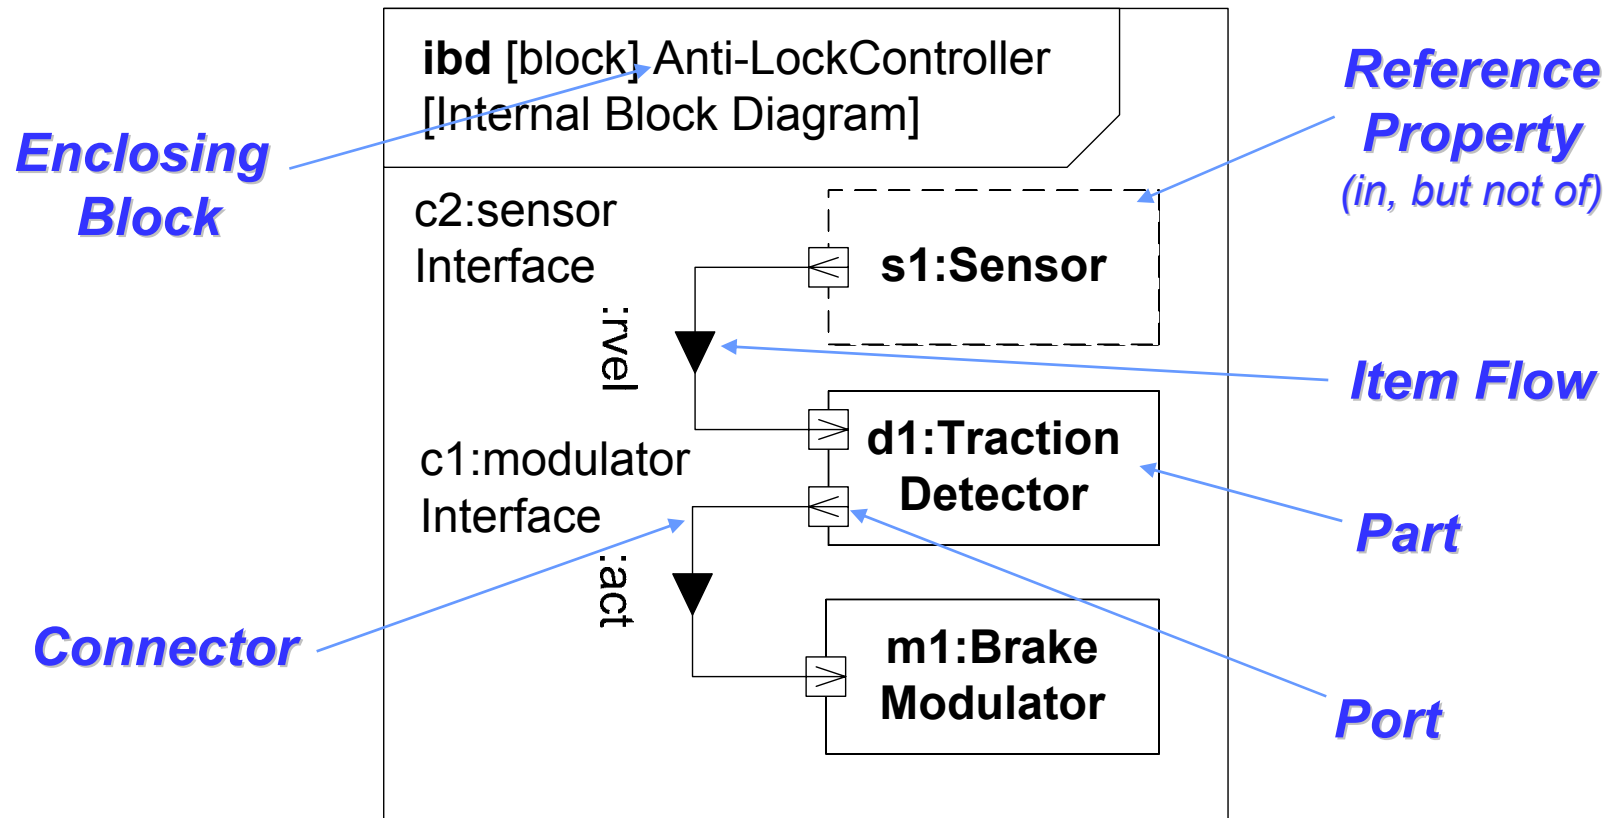 ibd [block] Anti-LockController
[Internal Block Diagram]
Enclosing
Block
Reference
Property
(in, but not of)
c2:sensor
Interface
s1:Sensor
:rvel
Item Flow
d1:Traction
Detector
c1:modulator
Interface
Part
:act
Connector
m1:Brake
Modulator
Port